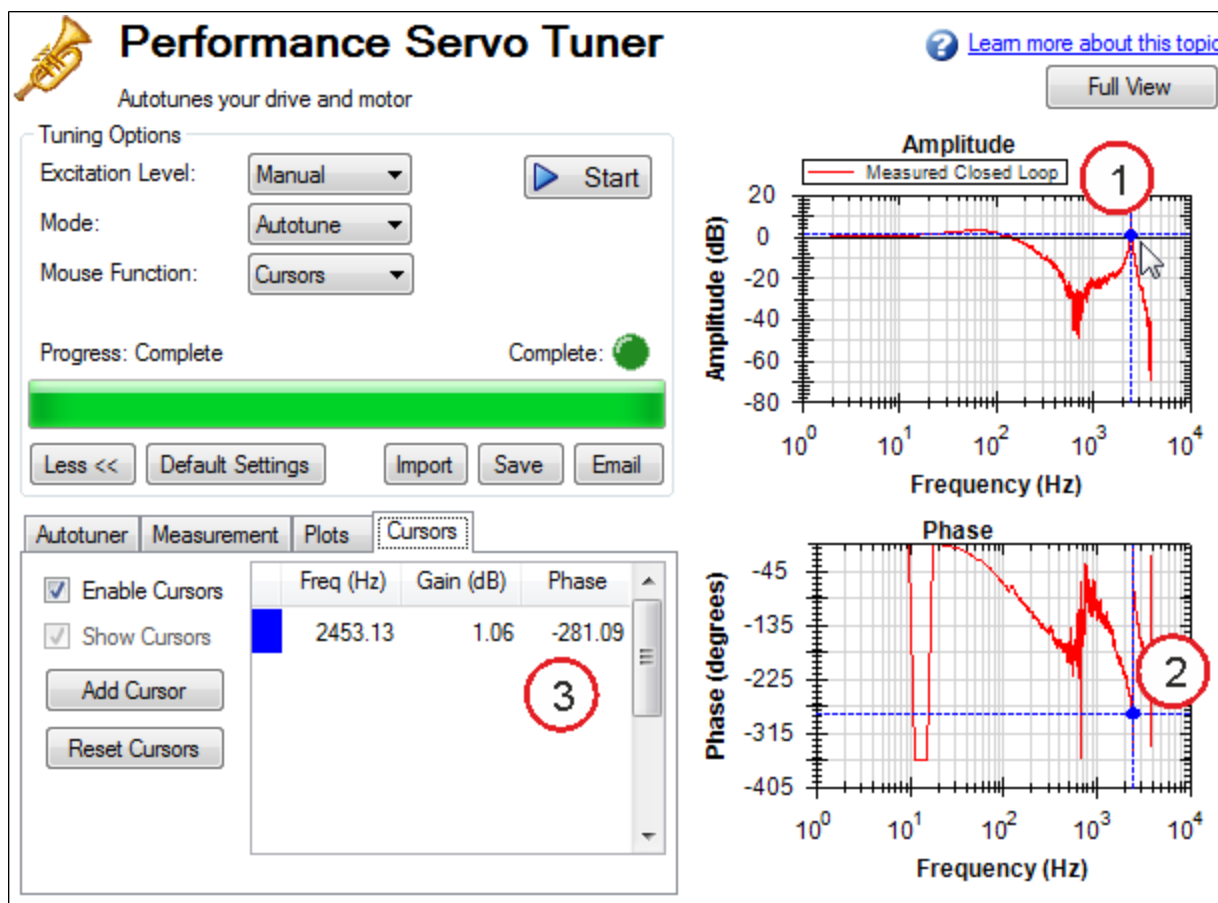 Performance Servo Tuner
Learn more about this topic
Autotunes your drive and motor
Full View
Tuning Options
Excitation Level: Manual Start
Mode: Autotune
Mouse Function: Cursors
Progress: Complete Complete:
Less << Default Settings Import Save Email
Autotuner Measurement Plots Cursors
Enable Cursors
Show Cursors
Add Cursor
Reset Cursors
Freq (Hz) Gain (dB) Phase
2453.13 1.06 -281.09
3
Amplitude
Measured Closed Loop
1
Amplitude (dB)
20
0
-20
-40
-60
-80
10^0 10^1 10^2 10^3 10^4
Frequency (Hz)
Phase
Phase (degrees)
-45
-135
-225
-315
-405
2
10^0 10^1 10^2 10^3 10^4
Frequency (Hz)